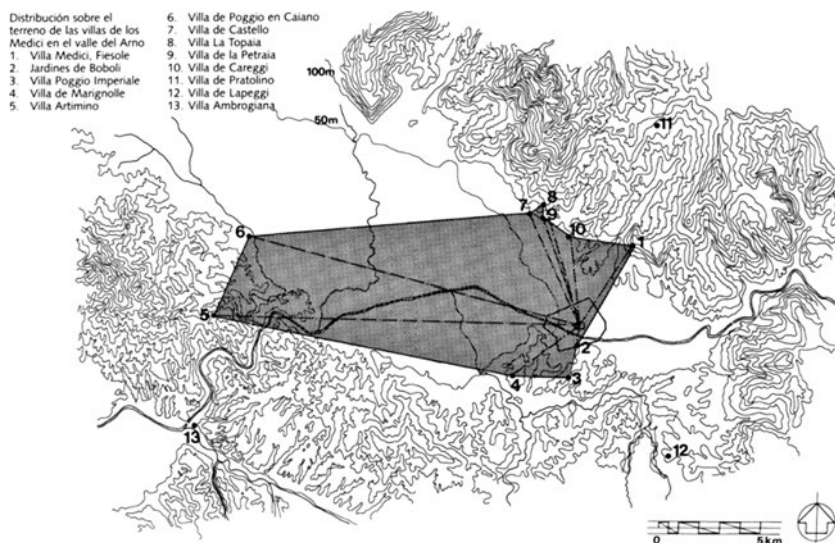 Distribución sobre el
terreno de las villas de los
Medici en el valle del Arno
1. Villa Medici, Fiesole
2. Jardines de Boboli
3. Villa Poggio Imperiale
4. Villa de Marignolle
5. Villa Artimino
6. Villa de Poggio en Caiano
7. Villa de Castello
8. Villa La Topaia
9. Villa de la Petraia
10. Villa de Careggi
11. Villa de Pratolino
12. Villa de Lapeggi
13. Villa Ambrogiana
100m
50m
11
8
7
9
6
10
1
5
2
4
3
13
12
0 5km